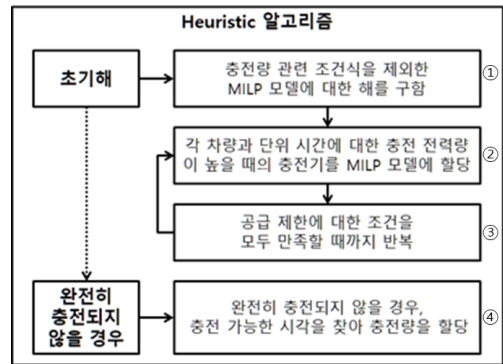 Heuristic 알고리즘
초기해
충전량 관련 조건식을 제외한
MILP 모델에 대한 해를 구함
①
각 차량과 단위 시간에 대한 충전 전력량
이 높을 때의 충전기를 MILP 모델에 할당
②
공급 제한에 대한 조건을
모두 만족할 때까지 반복
③
완전히
충전되지
않을 경우
완전히 충전되지 않을 경우,
충전 가능한 시각을 찾아 충전량을 할당
④